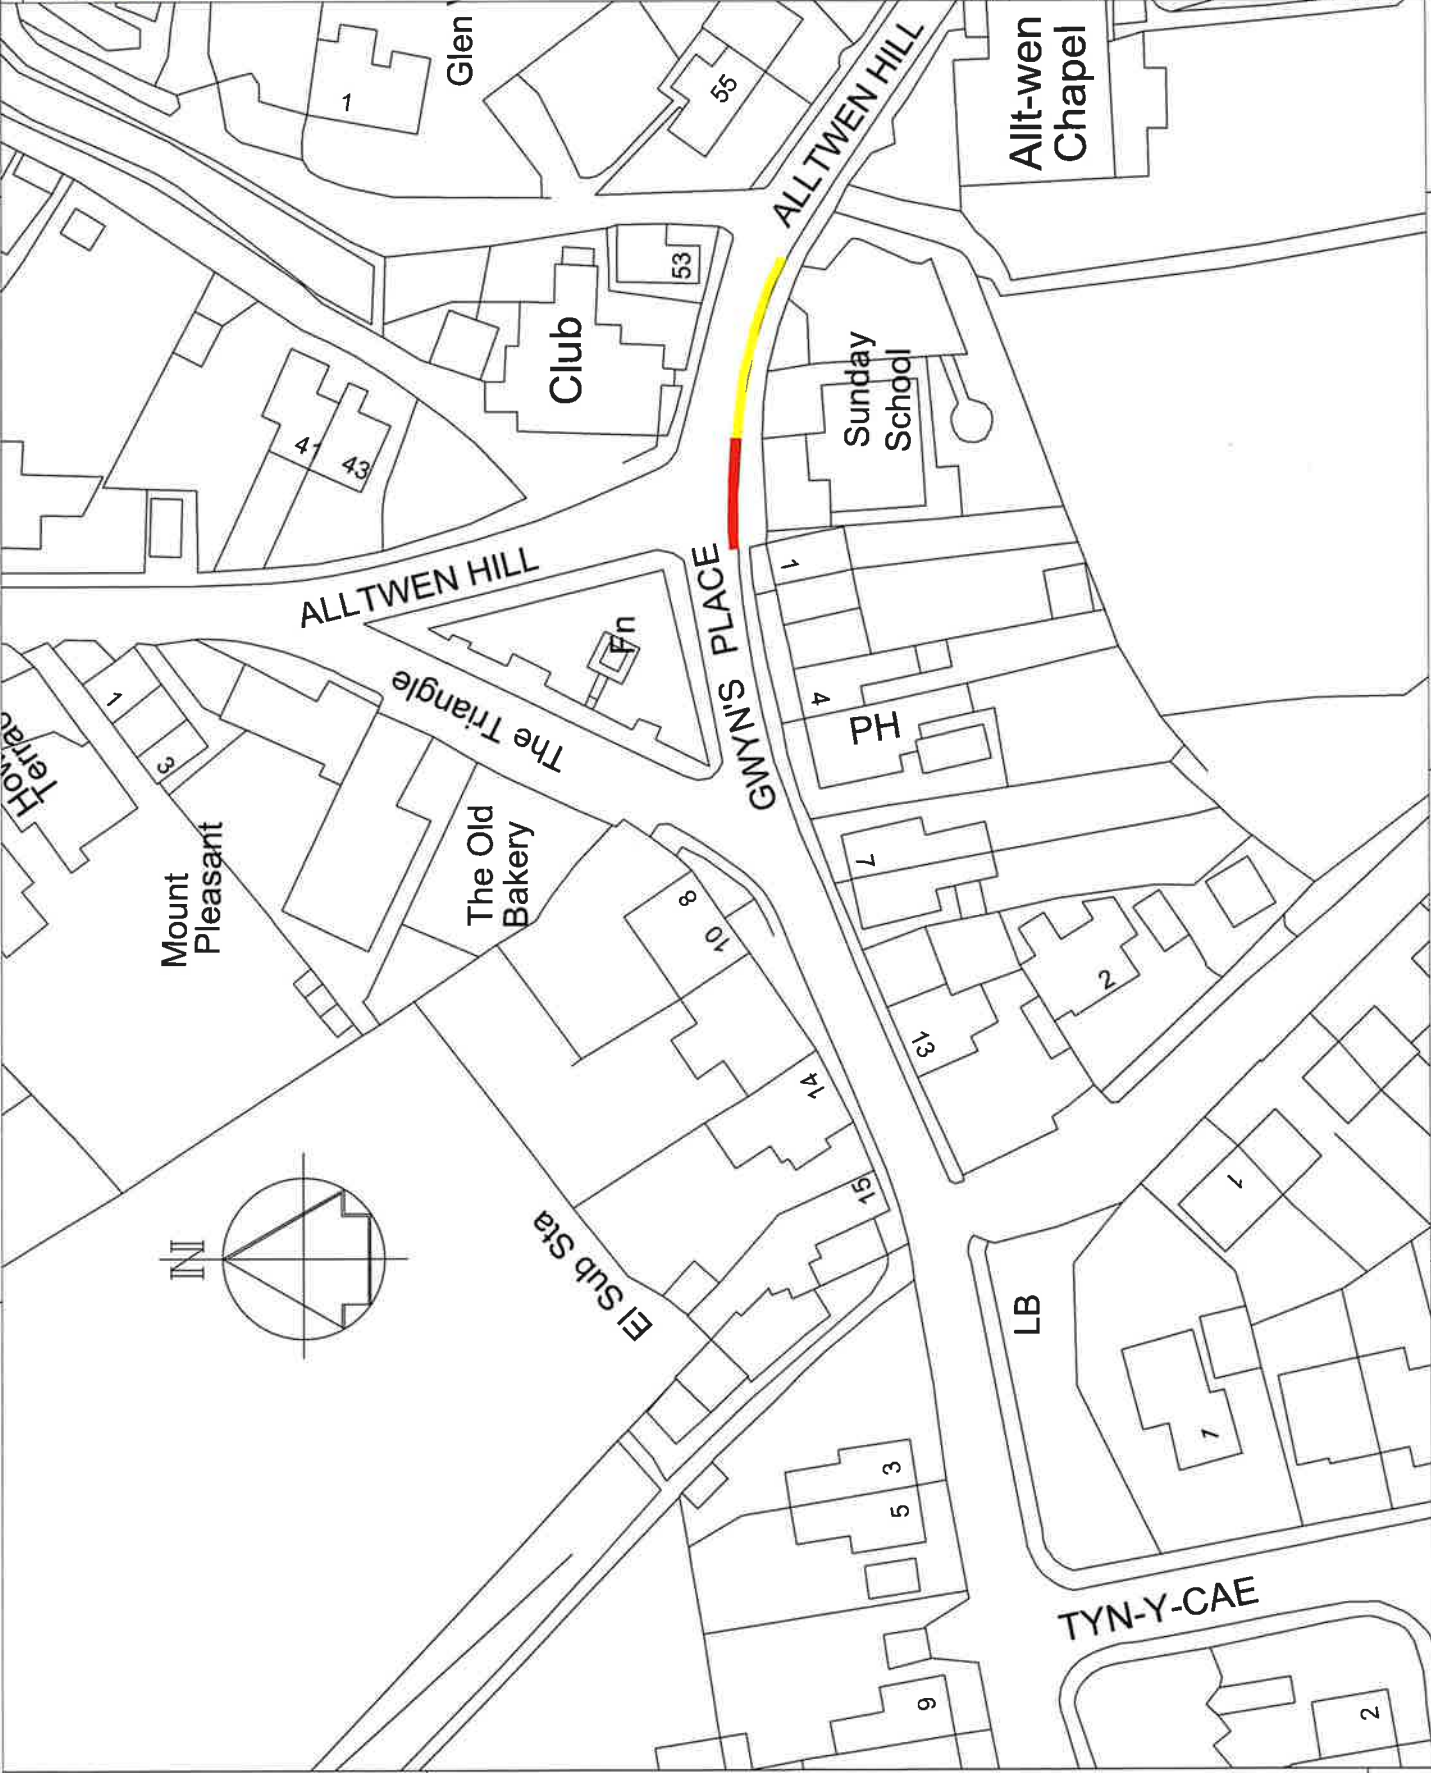 Glen
1
55
ALLTWEN HILL
Allt-wen
Chapel
53
Club
Sunday
School
41
43
ALLTWEN HILL
GWYN'S PLACE
Fn
The Triangle
1
4
PH
7
1
3
Mount
Pleasant
The Old
Bakery
8
10
2
13
14
15
N
El Sub Sta
LB
1
1
3
5
TYN-Y-CAE
9
2